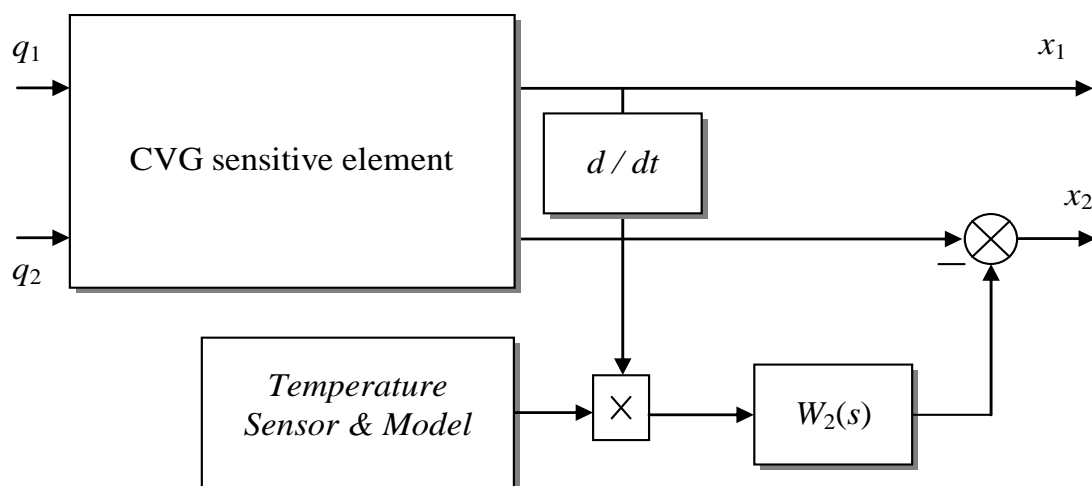 q₁
x₁
CVG sensitive element
d / dt
x₂
q₂
–
Temperature
Sensor & Model
×
W₂(s)